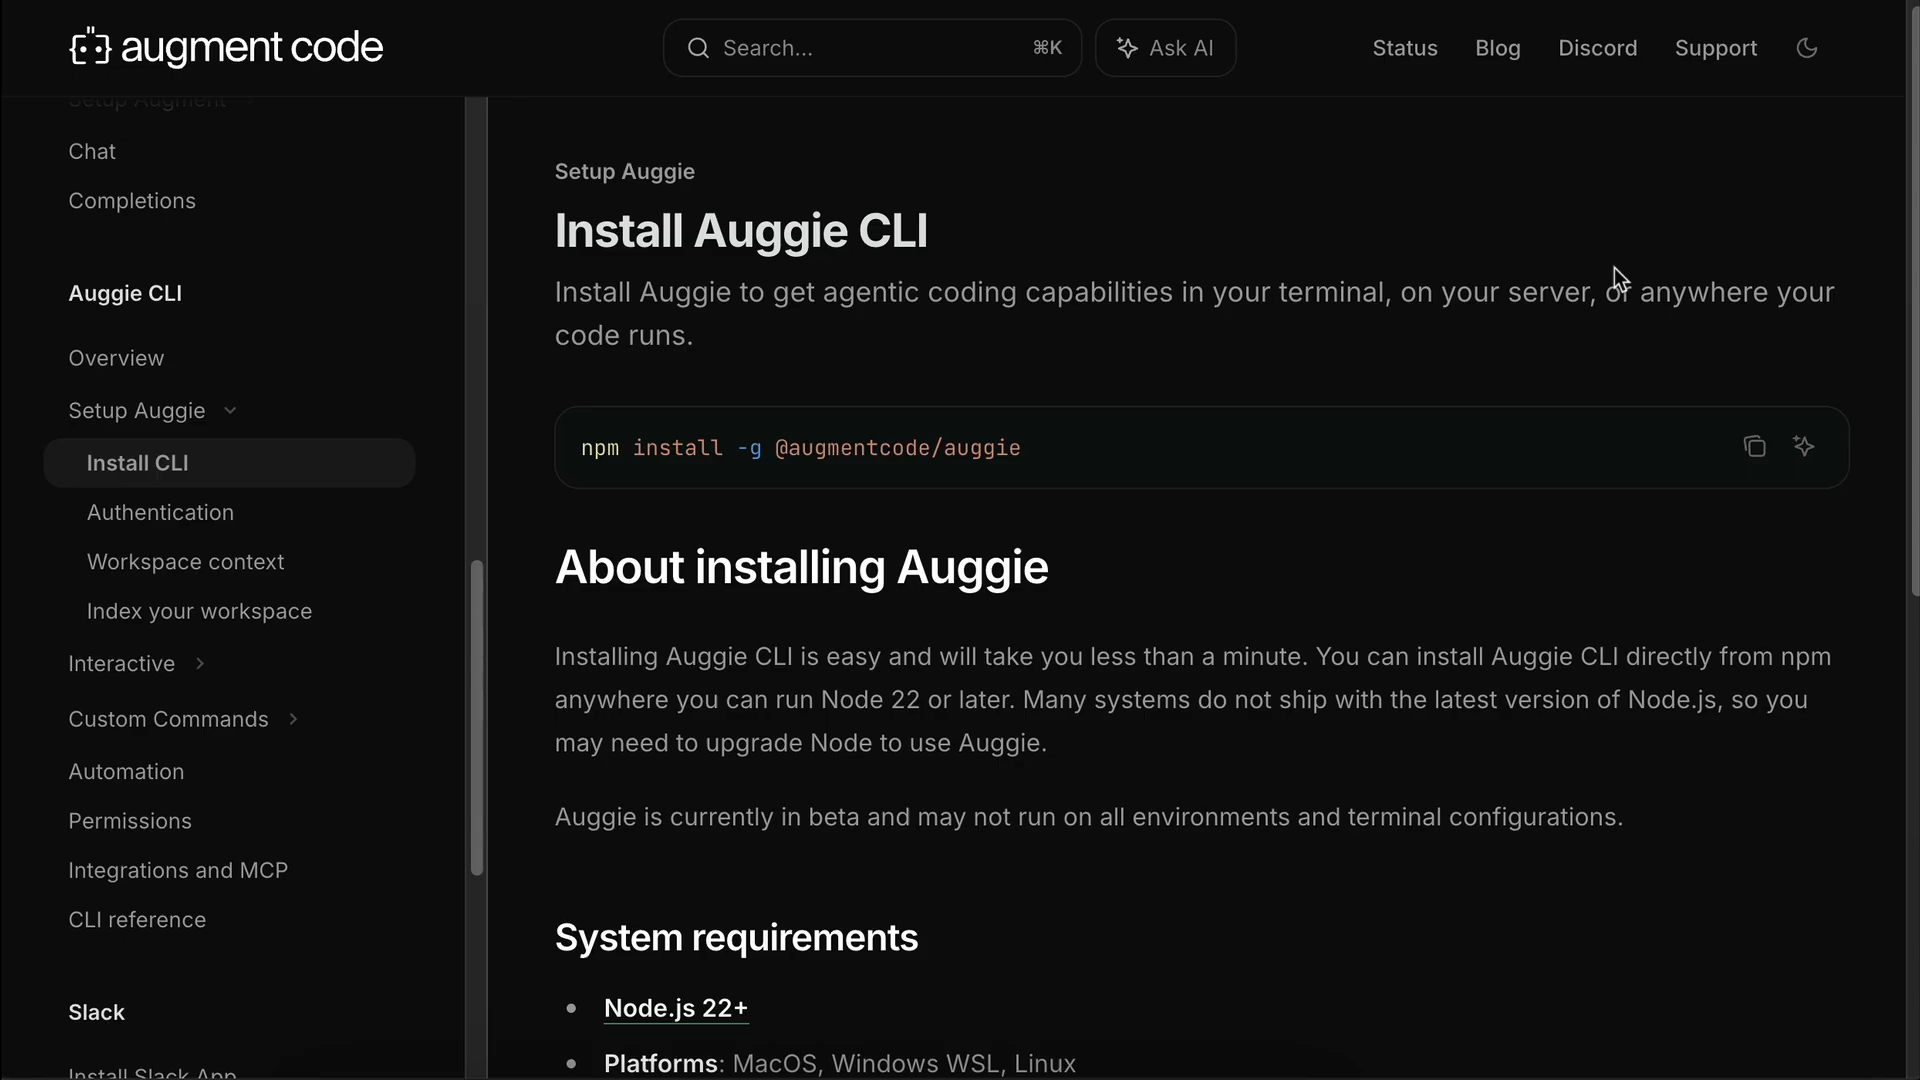 augment code
Search...
⌘K
Ask AI
Status
Blog
Discord
Support
Setup Augment
Chat
Completions
Auggie CLI
Overview
Setup Auggie
Install CLI
Authentication
Workspace context
Index your workspace
Interactive
Custom Commands
Automation
Permissions
Integrations and MCP
CLI reference
Slack
Install Slack App
Setup Auggie
Install Auggie CLI
Install Auggie to get agentic coding capabilities in your terminal, on your server, or anywhere your
code runs.
npm install -g @augmentcode/auggie
About installing Auggie
Installing Auggie CLI is easy and will take you less than a minute. You can install Auggie CLI directly from npm
anywhere you can run Node 22 or later. Many systems do not ship with the latest version of Node.js, so you
may need to upgrade Node to use Auggie.
Auggie is currently in beta and may not run on all environments and terminal configurations.
System requirements
Node.js 22+
Platforms: MacOS, Windows WSL, Linux